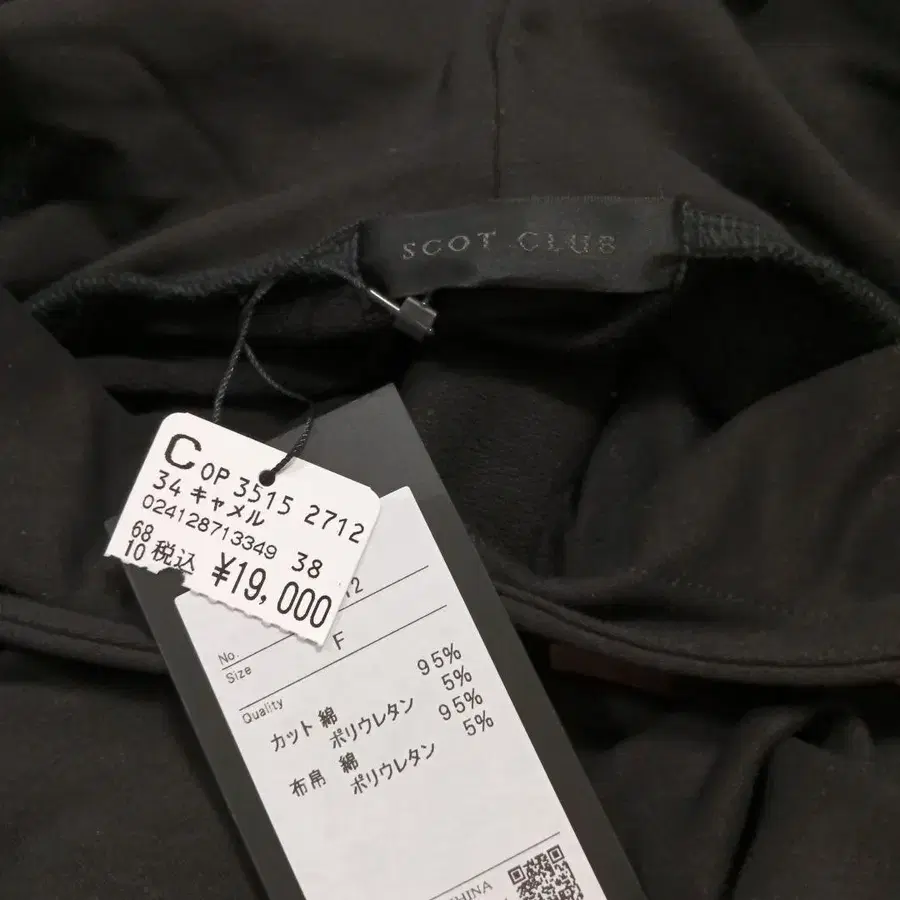 SCOT CLUB
C OP 3515 2712
34 キャメル
024128713349 38
68
10 税込 ¥19,000
12
No.
Size F
Quality
カット 綿 95%
ポリウレタン 5%
布帛 綿 95%
ポリウレタン 5%
CHINA